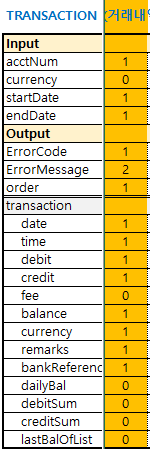 TRANSACTION (거래내역
Input
acctNum 1
currency 0
startDate 1
endDate 1
Output
ErrorCode 1
ErrorMessage 2
order 1
transaction
date 1
time 1
debit 1
credit 1
fee 0
balance 1
currency 1
remarks 1
bankReferenc 1
dailyBal 0
debitSum 0
creditSum 0
lastBalOfList 0